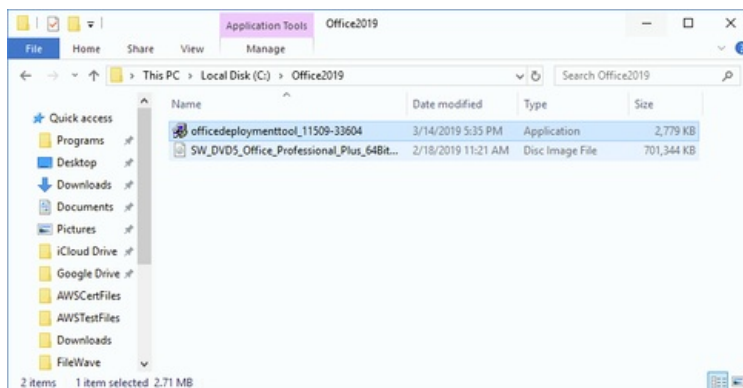 Application Tools Office2019
File Home Share View Manage
This PC > Local Disk (C:) > Office2019 Search Office2019
Name Date modified Type Size
Quick access
Programs
Desktop
Downloads
Documents
Pictures
iCloud Drive
Google Drive
AWSCertFiles
AWSTestFiles
Downloads
FileWave
officedeploymenttool_11509-33604 3/14/2019 5:35 PM Application 2,779 KB
SW_DVD5_Office_Professional_Plus_64Bit... 2/18/2019 11:21 AM Disc Image File 701,344 KB
2 items 1 item selected 2.71 MB